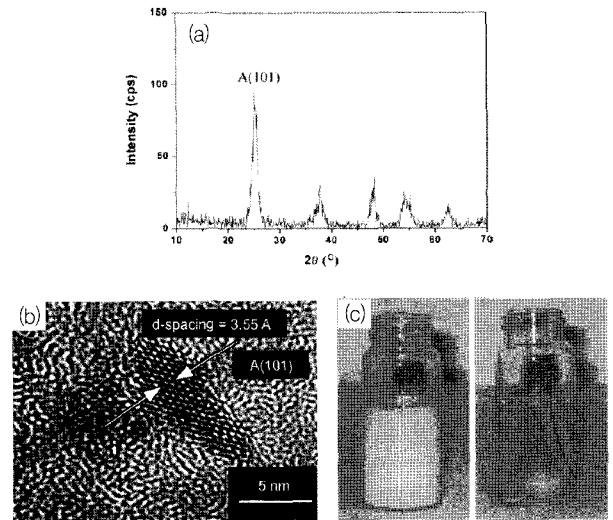 150
(a)
A(101)
100
50
0
Intensity (cps)
10 20 30 40 50 60 70
2θ (°)
(b)
d-spacing = 3.55 A
A(101)
5 nm
(c)